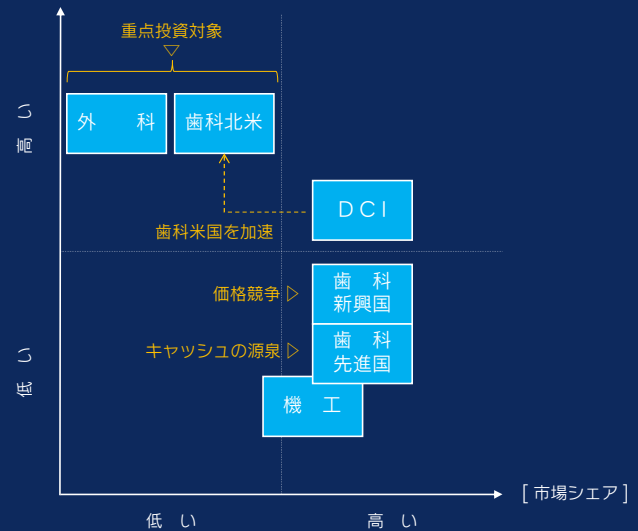 重点投資対象
外　科
歯科北米
高い
DCI
歯科米国を加速
価格競争
歯　科
新興国
キャッシュの源泉
歯　科
先進国
低い
機　工
[ 市場シェア ]
低　い
高　い